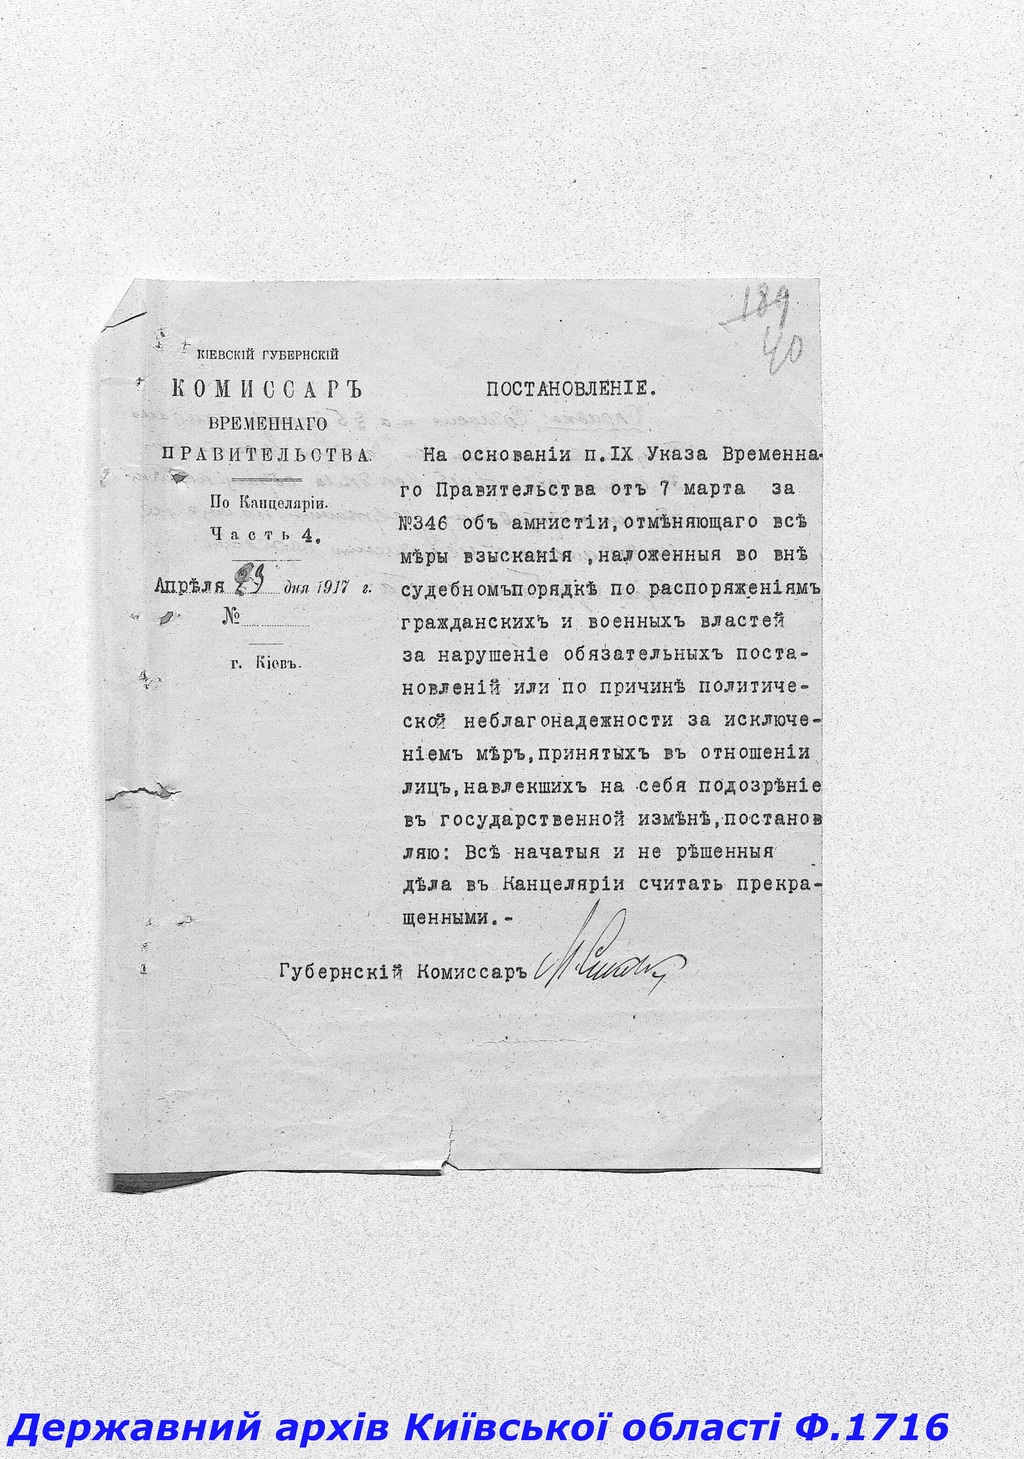 189
40
КІЕВСКІЙ ГУБЕРНСКІЙ
КОМИССАРЪ
ВРЕМЕННАГО
ПРАВИТЕЛЬСТВА.
По Канцеляріи.
Часть 4.
Апрѣля 29 дня 1917 г.
№
г. Кіевъ.
ПОСТАНОВЛЕНІЕ.
На основаніи п.IX Указа Временна-
го Правительства отъ 7 марта за
№346 объ амнистіи,отмѣняющаго всѣ
мѣры взысканія ,наложенныя во внѣ
судебномъпорядкѣ по распоряженіямъ
гражданскихъ и военныхъ властей
за нарушеніе обязательныхъ поста-
новленій или по причинѣ политиче-
ской неблагонадежности за исключе-
ніемъ мѣръ,принятыхъ въ отношеніи
лицъ,навлекшихъ на себя подозрѣніе
въ государственной измѣнѣ,постанов
ляю: Всѣ начатыя и не рѣшенныя
дѣла въ Канцеляріи считать прекра-
щенными.-
Губернскій Комиссаръ
Державний архів Київської області Ф.1716